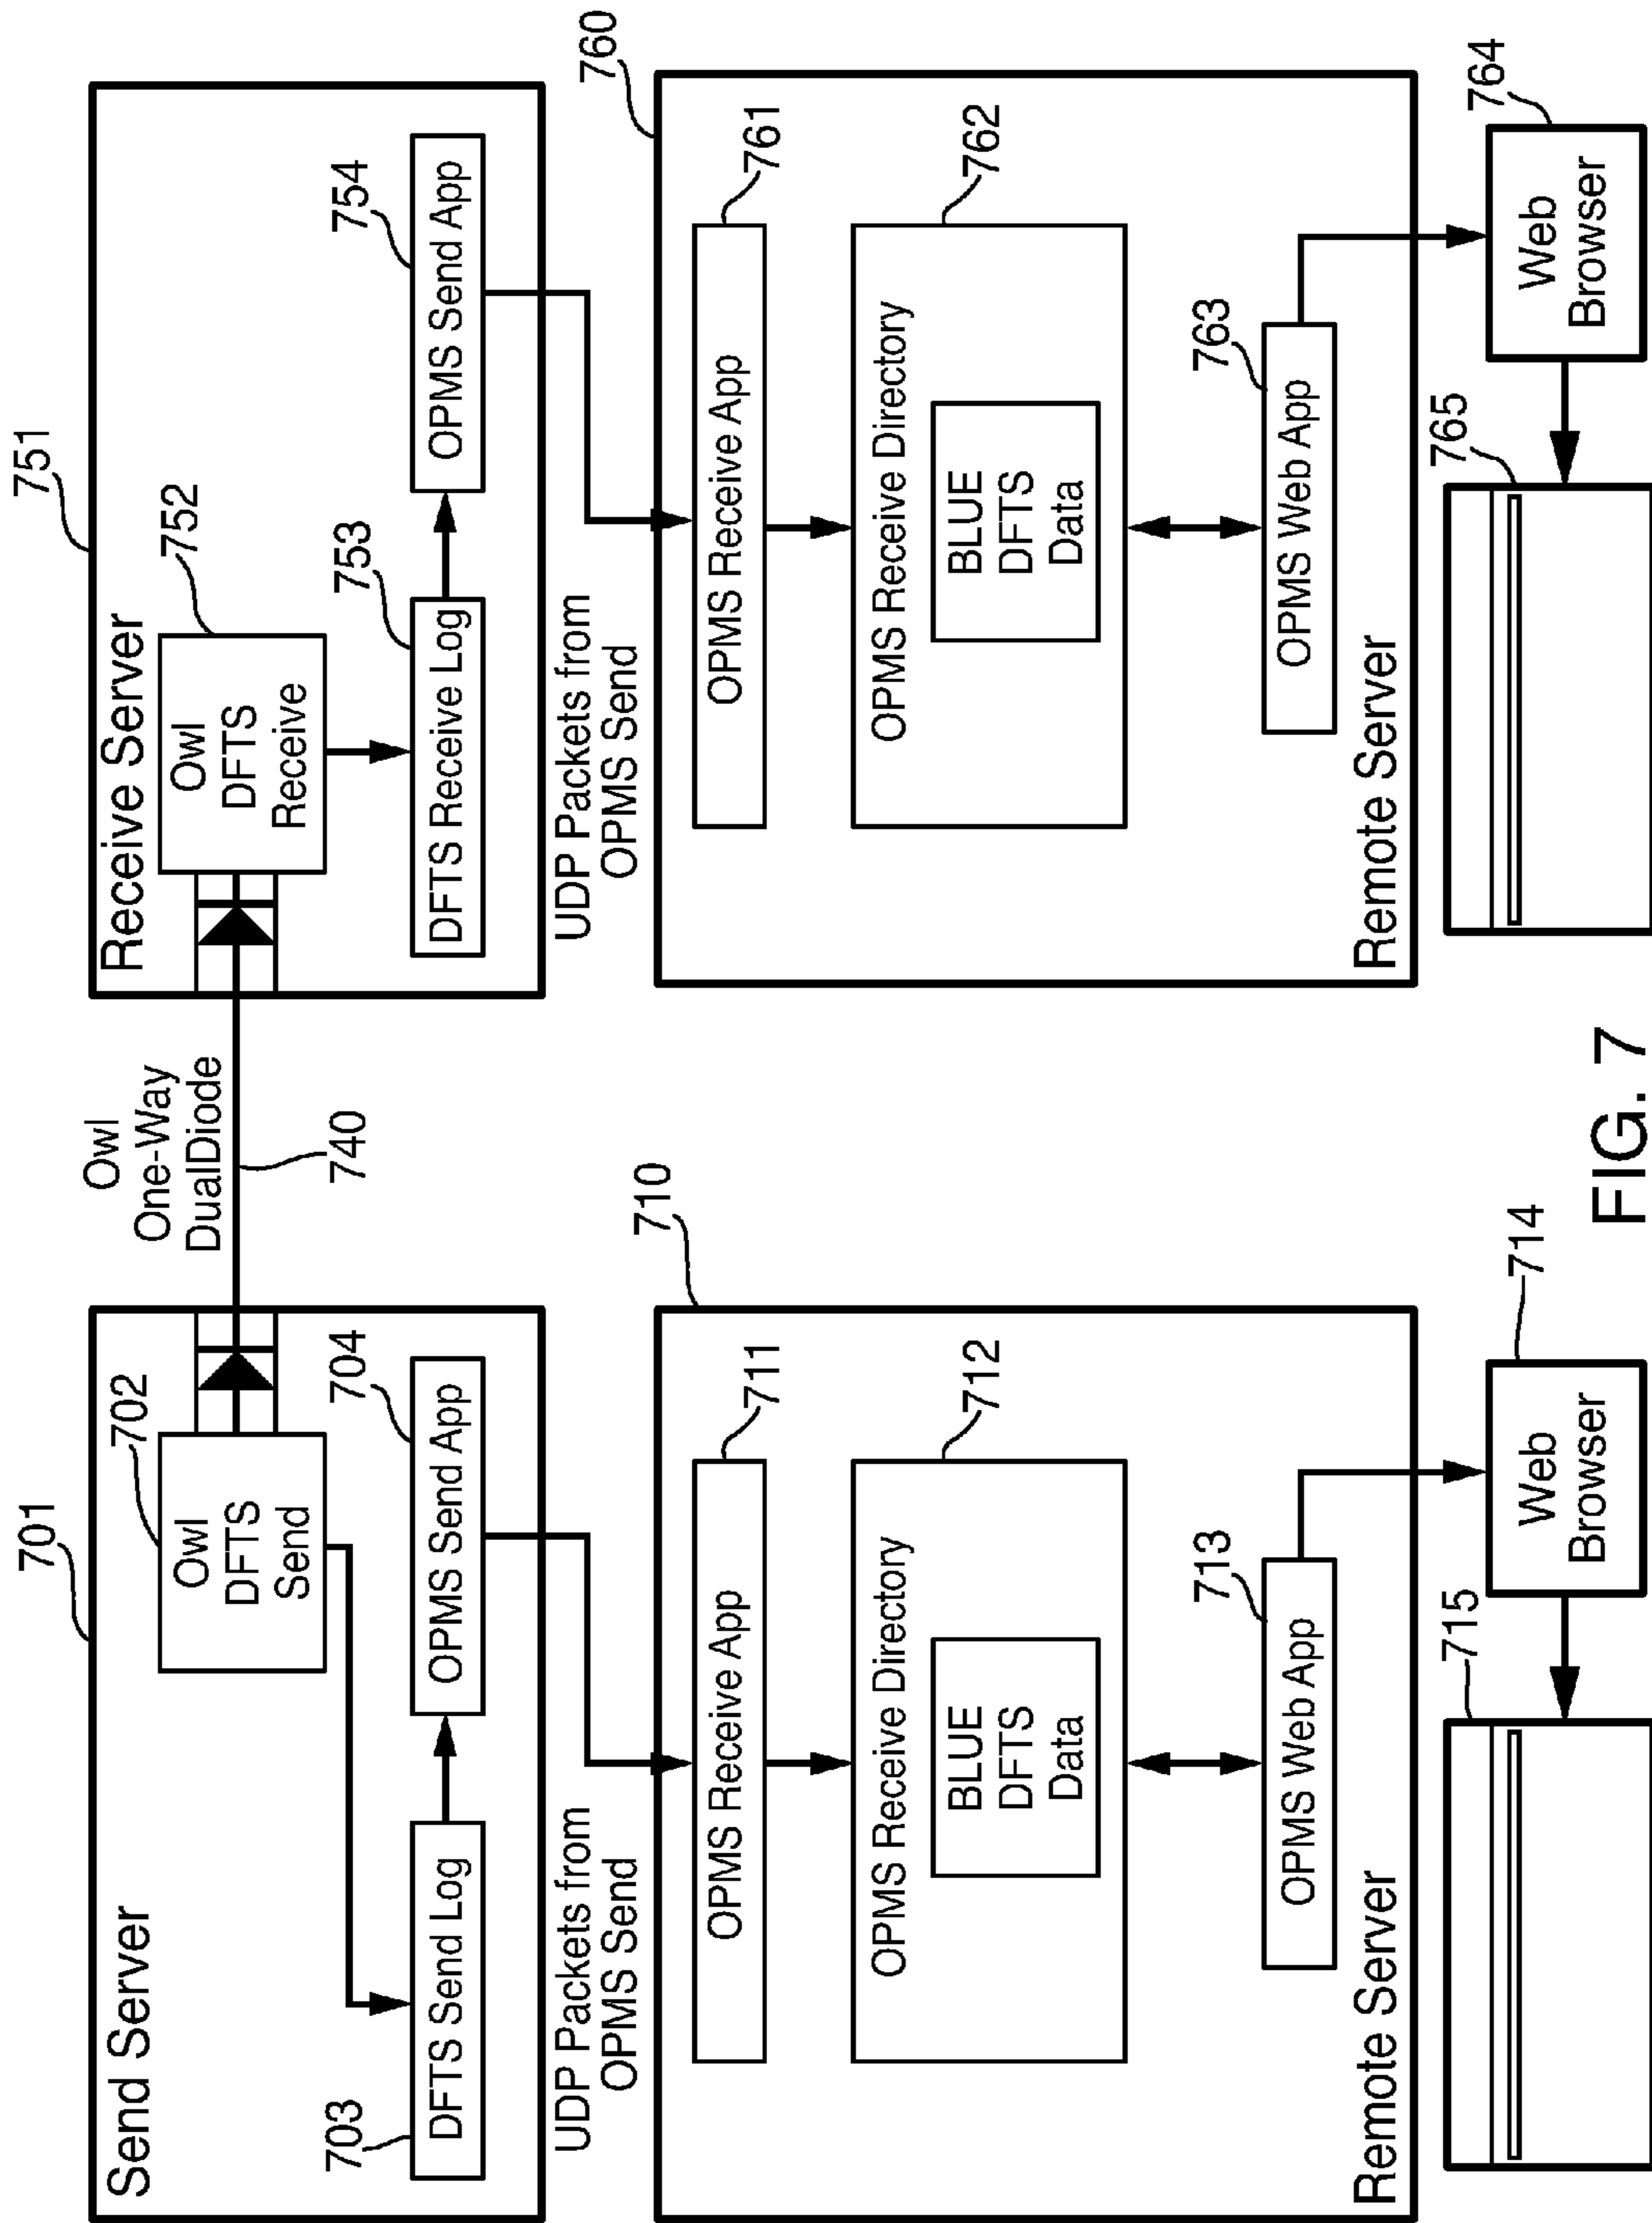 701
Send Server
702
Owl
DFTS
Send
703
DFTS Send Log
704
OPMS Send App
Owl
One-Way
DualDiode
740
751
Receive Server
752
Owl
DFTS
Receive
753
DFTS Receive Log
754
OPMS Send App
UDP Packets from
OPMS Send
710
OPMS Receive App
711
OPMS Receive Directory
712
BLUE
DFTS
Data
713
OPMS Web App
Remote Server
715
Web
Browser
714
UDP Packets from
OPMS Send
760
OPMS Receive App
761
OPMS Receive Directory
762
BLUE
DFTS
Data
763
OPMS Web App
Remote Server
765
Web
Browser
764
FIG. 7